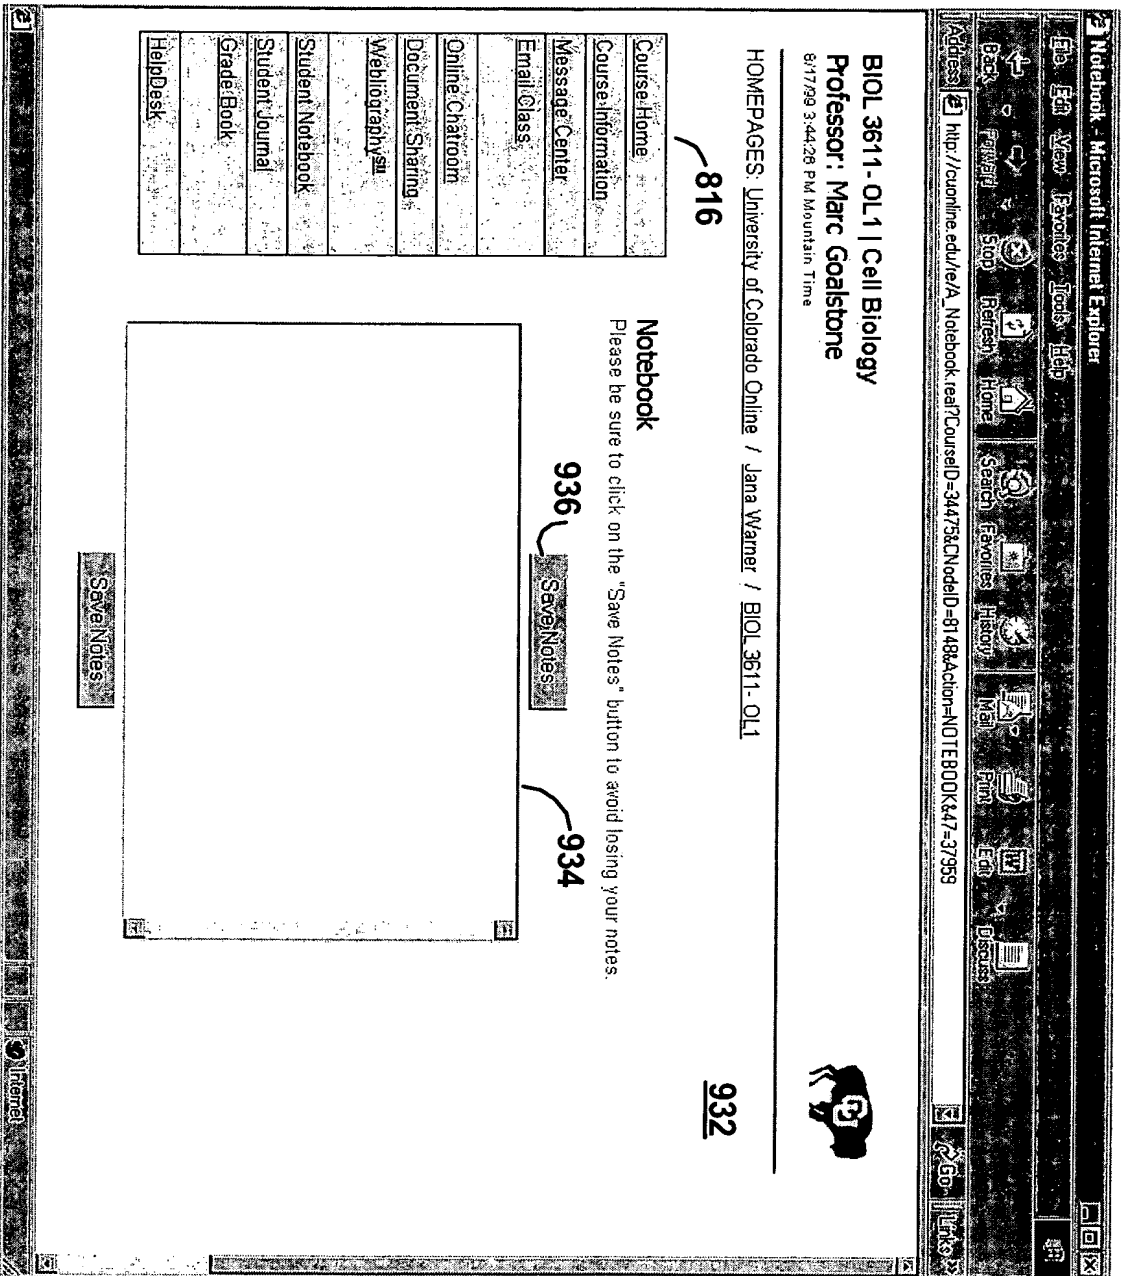 Notebook - Microsoft Internet Explorer
File Edit View Favorites Tools Help
Back Forward Stop Refresh Home Search Favorites History Mail Print Edit Discuss
Address http://cuonline.edu/re/A_Notebook.real?CourseID=34475&CNodeID=8148&Action=NOTEBOOK&47=37959 Go Links »
BIOL 3611- OL1 | Cell Biology
Professor: Marc Goalstone
8/17/99 3:44:26 PM Mountain Time
HOMEPAGES: University of Colorado Online / Jana Warner / BIOL 3611- OL1
816
932
Course Home
Course Information
Message Center
Email Class
Online Chatroom
Document Sharing
Webliography
Student Notebook
Student Journal
Grade Book
HelpDesk
Notebook
Please be sure to click on the "Save Notes" button to avoid losing your notes.
936
Save Notes
934
Save Notes
Internet